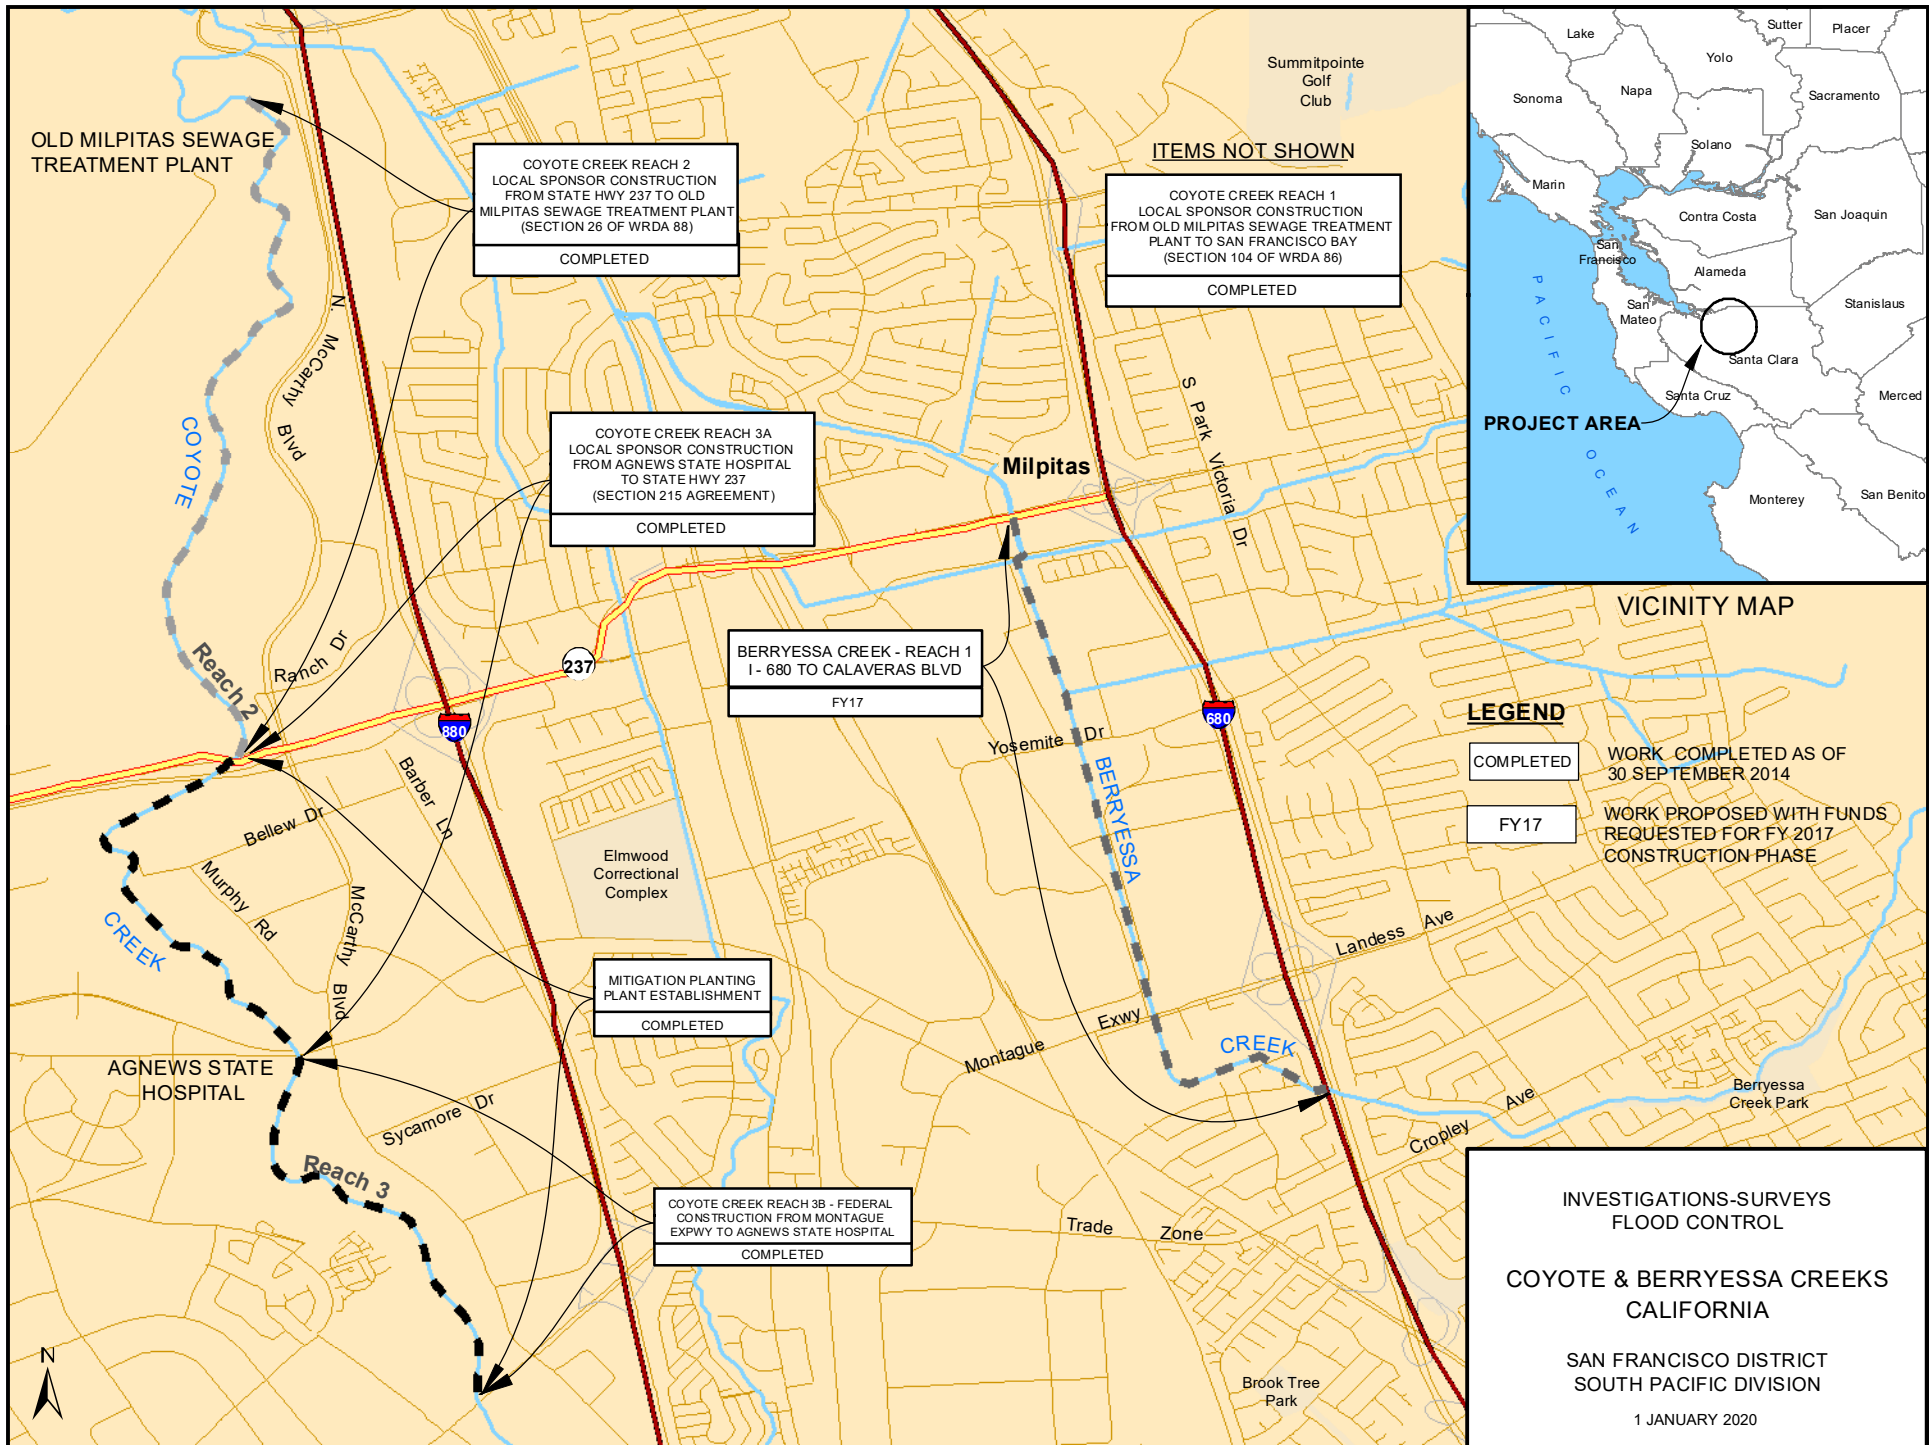 OLD MILPITAS SEWAGE
TREATMENT PLANT
COYOTE CREEK REACH 2
LOCAL SPONSOR CONSTRUCTION
FROM STATE HWY 237 TO OLD
MILPITAS SEWAGE TREATMENT PLANT
(SECTION 26 OF WRDA 88)
COMPLETED
Summitpointe
Golf
Club
ITEMS NOT SHOWN
COYOTE CREEK REACH 1
LOCAL SPONSOR CONSTRUCTION
FROM OLD MILPITAS SEWAGE TREATMENT
PLANT TO SAN FRANCISCO BAY
(SECTION 104 OF WRDA 86)
COMPLETED
Lake
Sutter
Placer
Yolo
Sonoma
Napa
Sacramento
Solano
Marin
Contra Costa
San Joaquin
San
Francisco
Alameda
San
Mateo
Stanislaus
Santa Clara
Santa Cruz
Merced
PROJECT AREA
Monterey
San Benito
PACIFIC OCEAN
VICINITY MAP
N. McCarthy Blvd
COYOTE
COYOTE CREEK REACH 3A
LOCAL SPONSOR CONSTRUCTION
FROM AGNEWS STATE HOSPITAL
TO STATE HWY 237
(SECTION 215 AGREEMENT)
COMPLETED
Milpitas
S Park Victoria Dr
Reach 2
Ranch Dr
237
880
680
BERRYESSA CREEK - REACH 1
I - 680 TO CALAVERAS BLVD
FY17
Yosemite Dr
BERRYESSA
LEGEND
COMPLETED
WORK COMPLETED AS OF
30 SEPTEMBER 2014
FY17
WORK PROPOSED WITH FUNDS
REQUESTED FOR FY 2017
CONSTRUCTION PHASE
Barber Ln
Bellew Dr
Murphy Rd
McCarthy Blvd
CREEK
Elmwood
Correctional
Complex
Landess Ave
MITIGATION PLANTING
PLANT ESTABLISHMENT
COMPLETED
Montague Exwy
CREEK
AGNEWS STATE
HOSPITAL
Sycamore Dr
Berryessa
Creek Park
Cropley Ave
Reach 3
COYOTE CREEK REACH 3B - FEDERAL
CONSTRUCTION FROM MONTAGUE
EXPWY TO AGNEWS STATE HOSPITAL
COMPLETED
Trade Zone
Brook Tree
Park
N
INVESTIGATIONS-SURVEYS
FLOOD CONTROL
COYOTE & BERRYESSA CREEKS
CALIFORNIA
SAN FRANCISCO DISTRICT
SOUTH PACIFIC DIVISION
1 JANUARY 2020